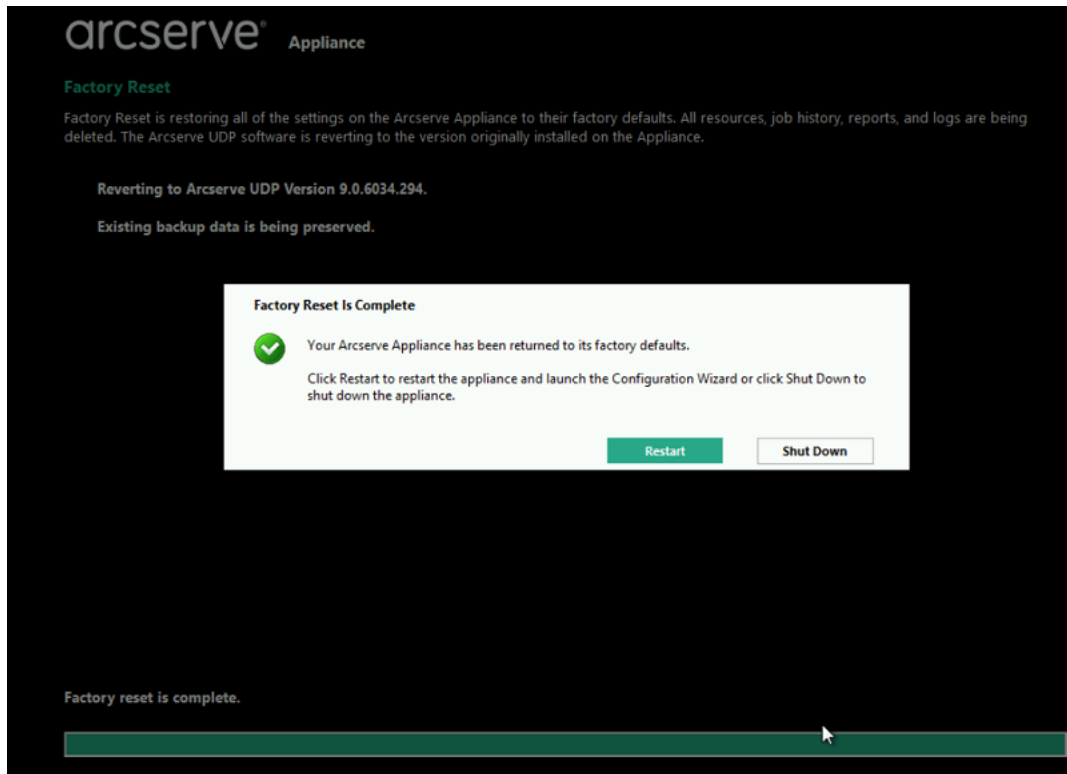 arcserve® Appliance
Factory Reset
Factory Reset is restoring all of the settings on the Arcserve Appliance to their factory defaults. All resources, job history, reports, and logs are being
deleted. The Arcserve UDP software is reverting to the version originally installed on the Appliance.
Reverting to Arcserve UDP Version 9.0.6034.294.
Existing backup data is being preserved.
Factory Reset Is Complete
Your Arcserve Appliance has been returned to its factory defaults.
Click Restart to restart the appliance and launch the Configuration Wizard or click Shut Down to
shut down the appliance.
Restart Shut Down
Factory reset is complete.